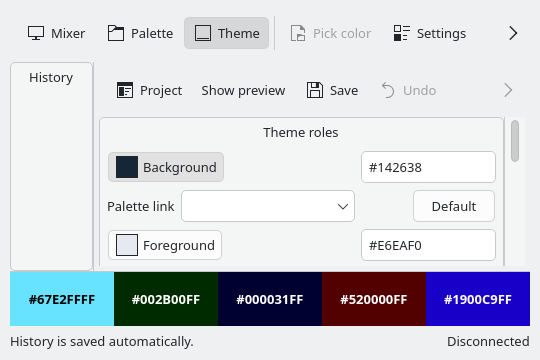 Mixer Palette Theme Pick color Settings
History
Project Show preview Save Undo
Theme roles
Background #142638
Palette link Default
Foreground #E6EAF0
#67E2FFFF #002B00FF #000031FF #520000FF #1900C9FF
History is saved automatically. Disconnected